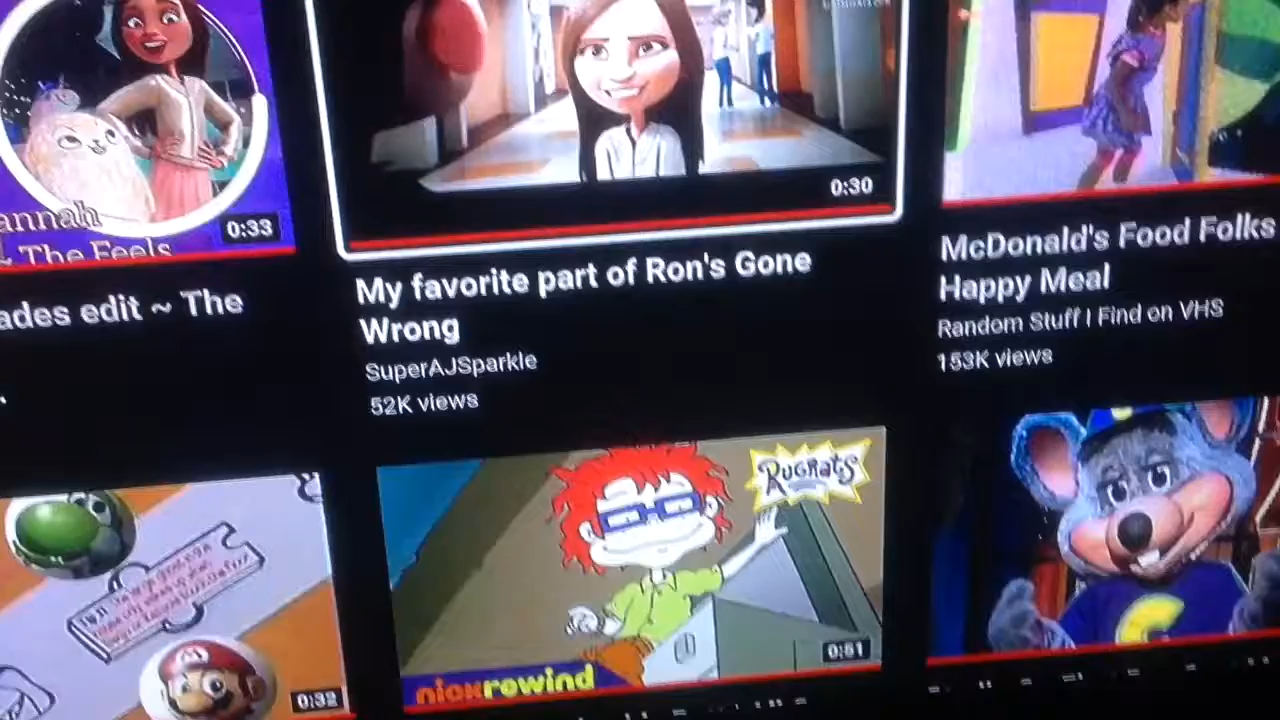 annah
The Feels
0:33
0:30
ades edit ~ The
My favorite part of Ron's Gone
Wrong
SuperAJSparkle
52K views
McDonald's Food Folks
Happy Meal
Random Stuff I Find on VHS
153K views
RUGRATS
nickrewind
0:51
0:32
C